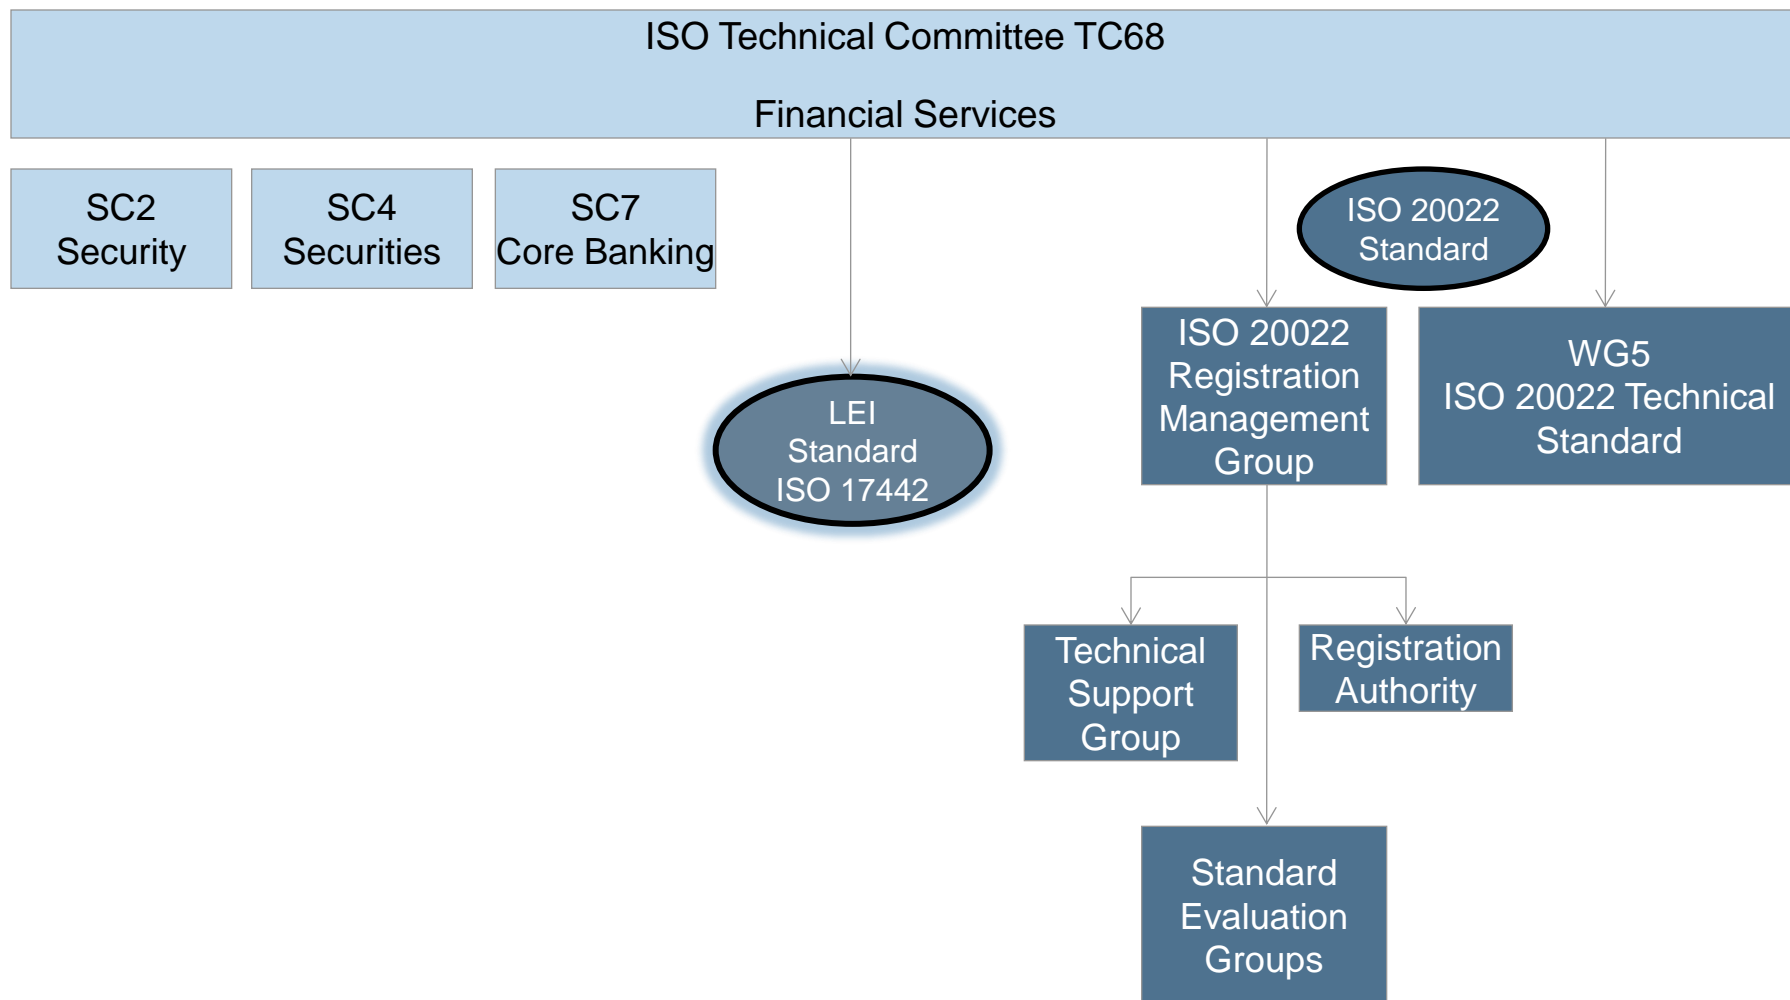 ISO Technical Committee TC68
Financial Services
SC2
Security
SC4
Securities
SC7
Core Banking
ISO 20022
Standard
LEI
Standard
ISO 17442
ISO 20022
Registration
Management
Group
WG5
ISO 20022 Technical
Standard
Technical
Support
Group
Registration
Authority
Standard
Evaluation
Groups